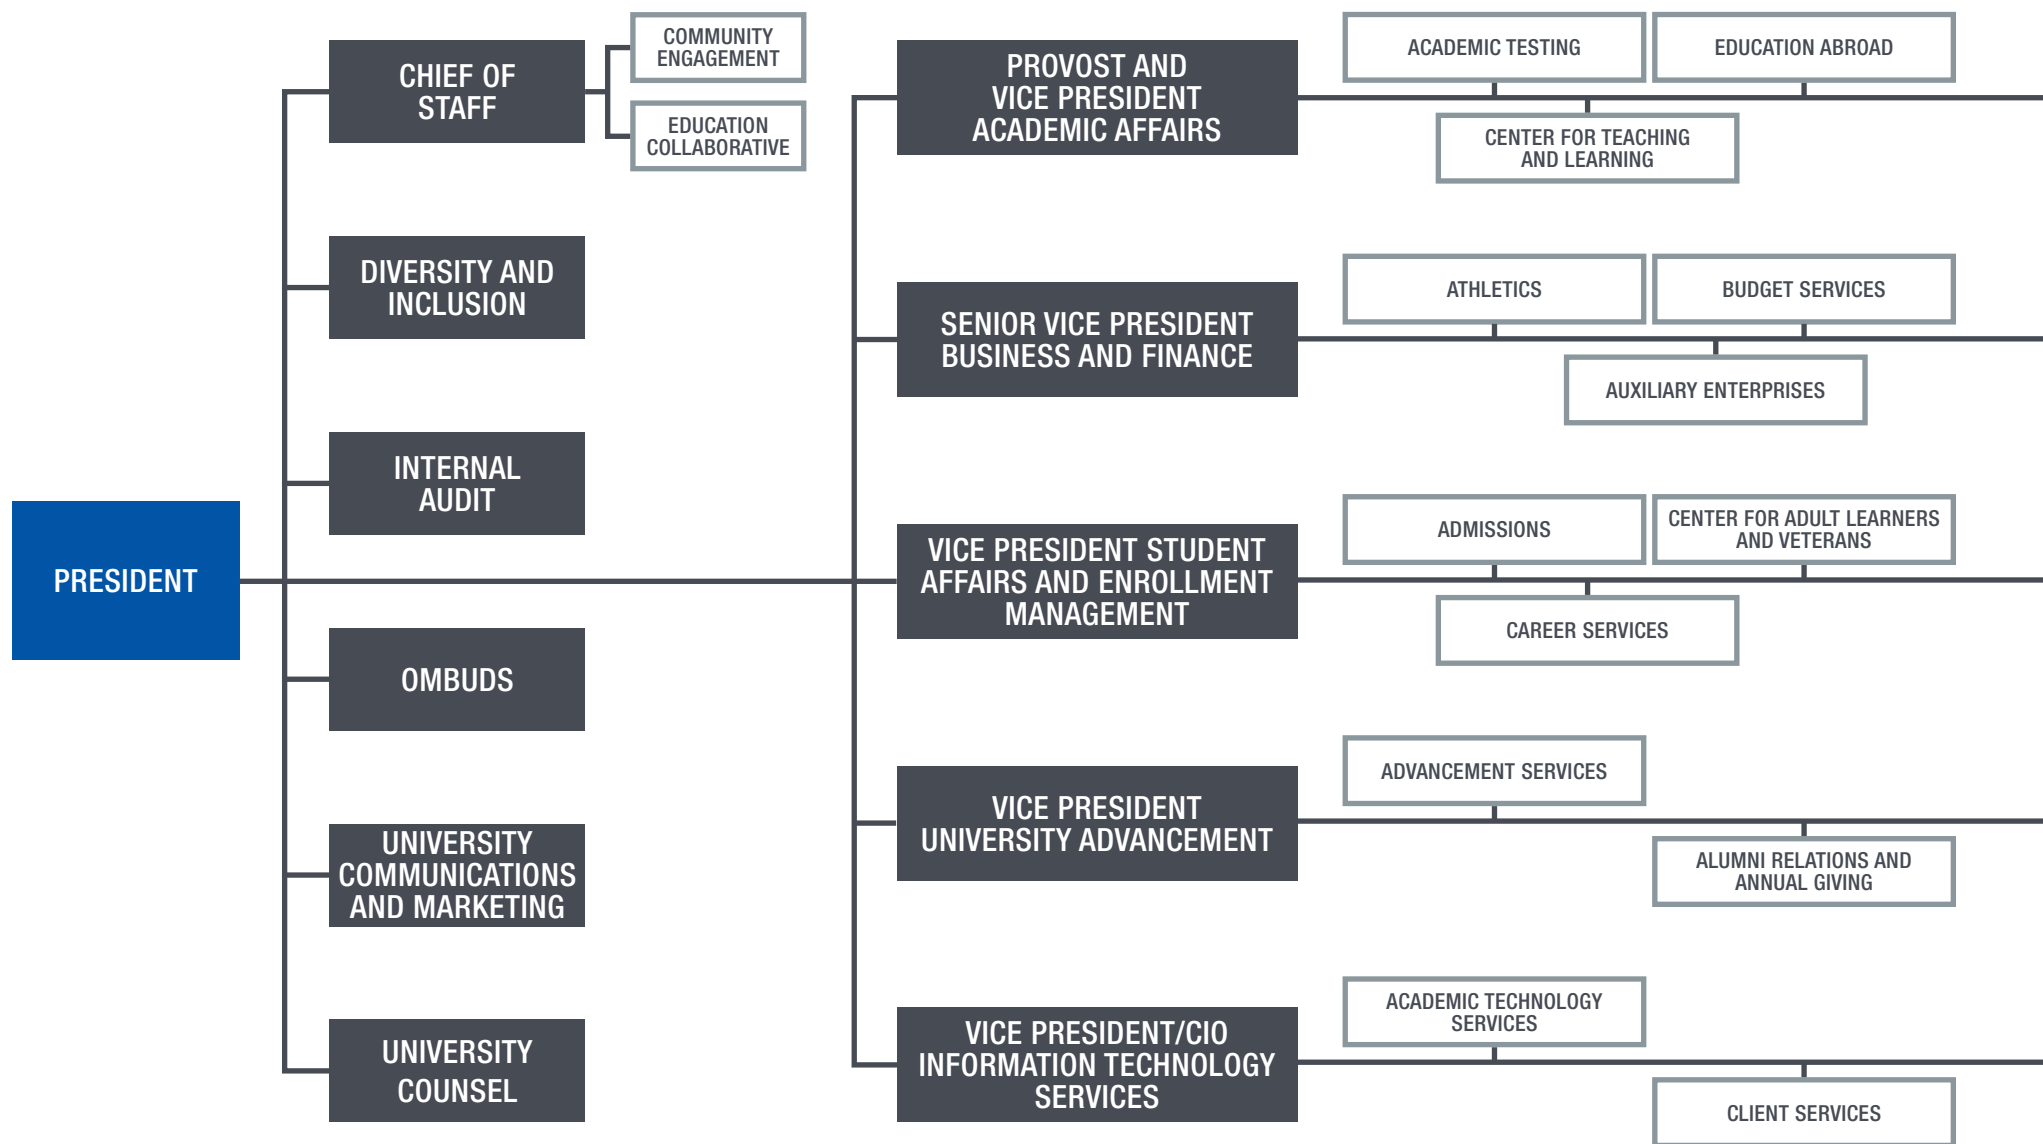 PRESIDENT
CHIEF OF
STAFF
COMMUNITY
ENGAGEMENT
EDUCATION
COLLABORATIVE
DIVERSITY AND
INCLUSION
INTERNAL
AUDIT
OMBUDS
UNIVERSITY
COMMUNICATIONS
AND MARKETING
UNIVERSITY
COUNSEL
PROVOST AND
VICE PRESIDENT
ACADEMIC AFFAIRS
ACADEMIC TESTING
EDUCATION ABROAD
CENTER FOR TEACHING
AND LEARNING
SENIOR VICE PRESIDENT
BUSINESS AND FINANCE
ATHLETICS
BUDGET SERVICES
AUXILIARY ENTERPRISES
VICE PRESIDENT STUDENT
AFFAIRS AND ENROLLMENT
MANAGEMENT
ADMISSIONS
CENTER FOR ADULT LEARNERS
AND VETERANS
CAREER SERVICES
VICE PRESIDENT
UNIVERSITY ADVANCEMENT
ADVANCEMENT SERVICES
ALUMNI RELATIONS AND
ANNUAL GIVING
VICE PRESIDENT/CIO
INFORMATION TECHNOLOGY
SERVICES
ACADEMIC TECHNOLOGY
SERVICES
CLIENT SERVICES